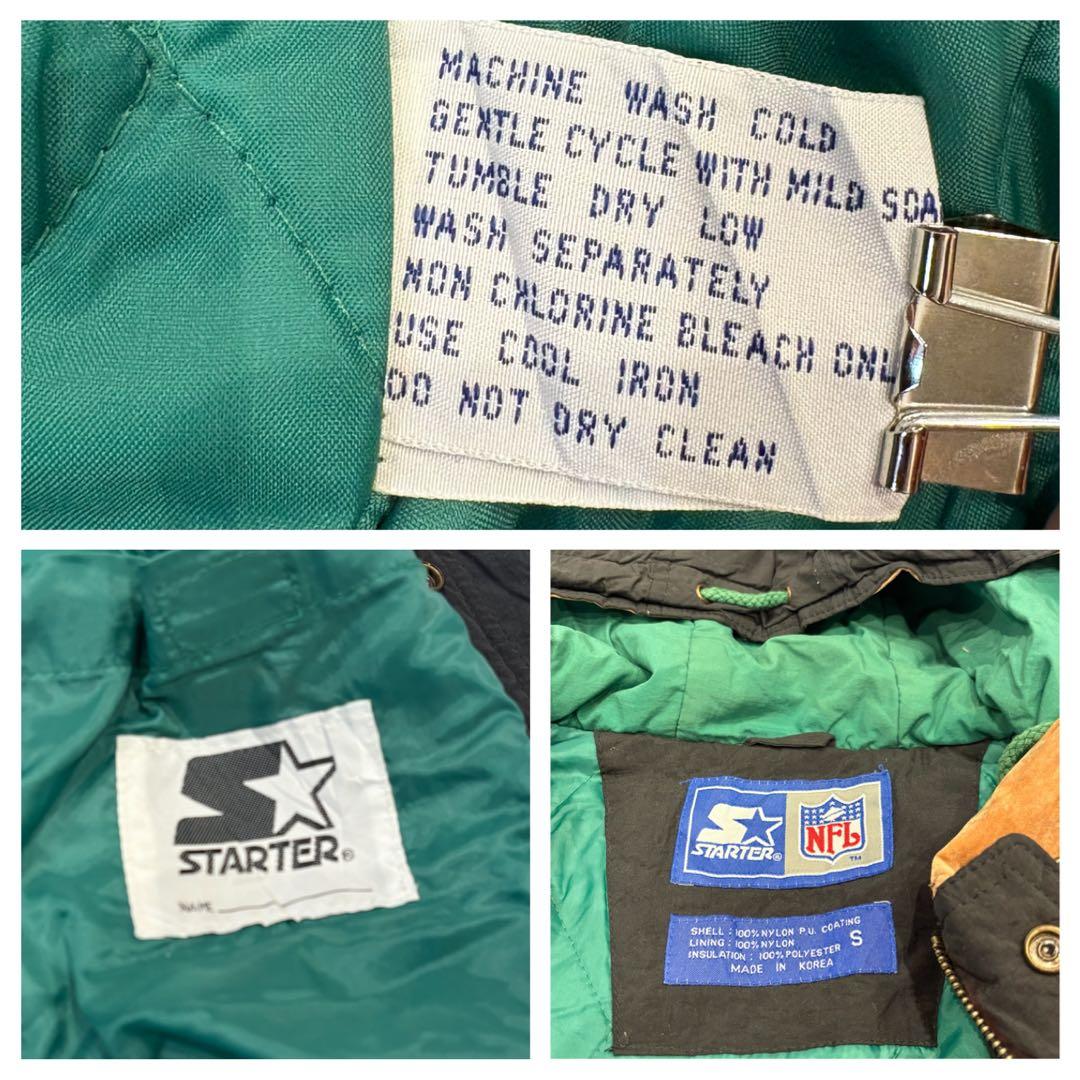 MACHINE WASH COLD
GENTLE CYCLE WITH MILD SOA
TUMBLE DRY LOW
WASH SEPARATELY
NON CHLORINE BLEACH ONL
USE COOL IRON
DO NOT DRY CLEAN
STARTER®
NAME
STARTER® NFL
TM
SHELL : 100% NYLON P.U. COATING
LINING : 100% NYLON S
INSULATION : 100% POLYESTER
MADE IN KOREA